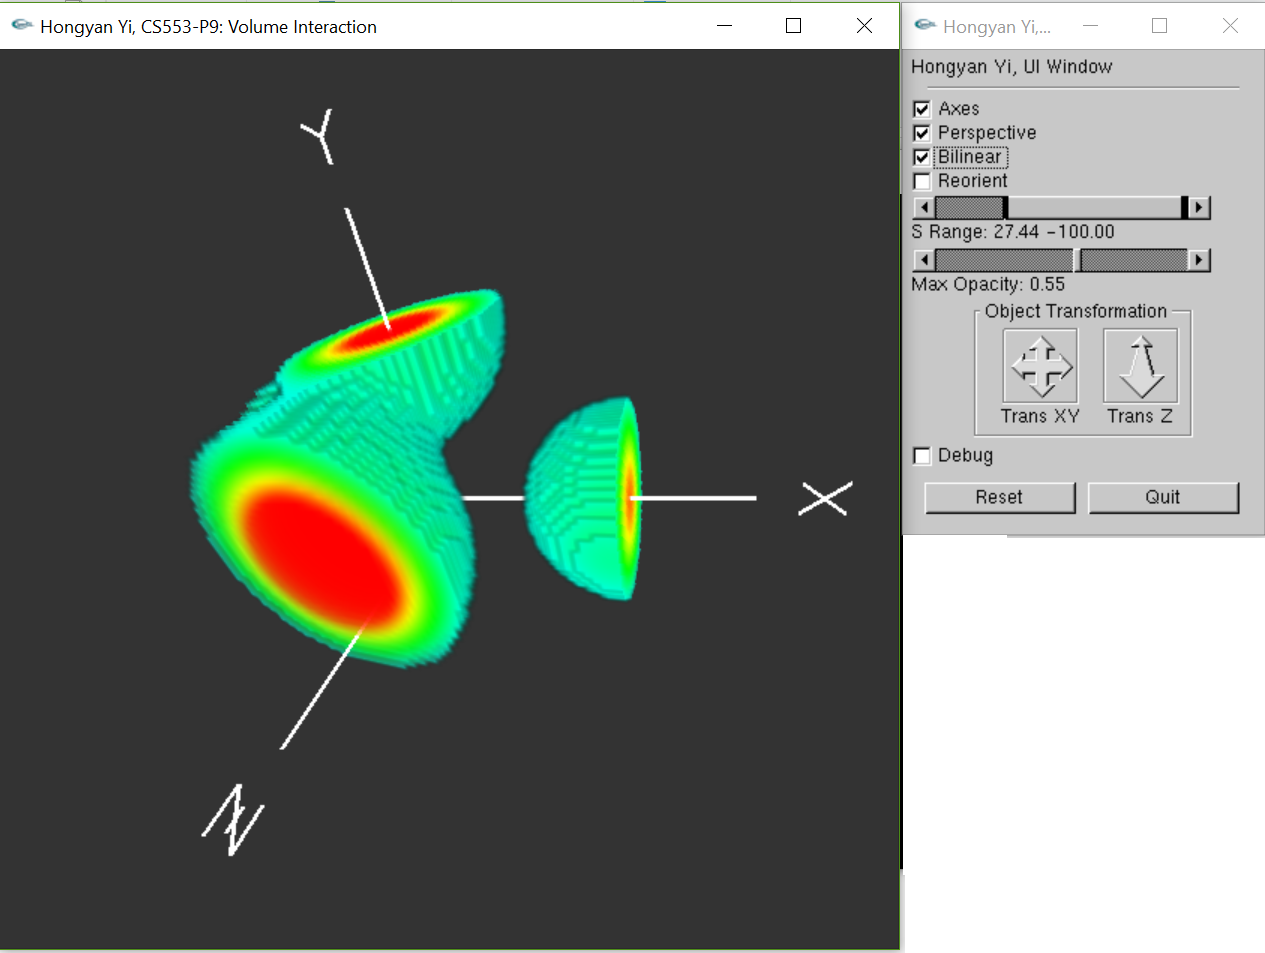 Hongyan Yi, CS553-P9: Volume Interaction
Y
X
Z
Hongyan Yi,...
Hongyan Yi, UI Window
Axes
Perspective
Bilinear
Reorient
S Range: 27.44 -100.00
Max Opacity: 0.55
Object Transformation
Trans XY Trans Z
Debug
Reset Quit